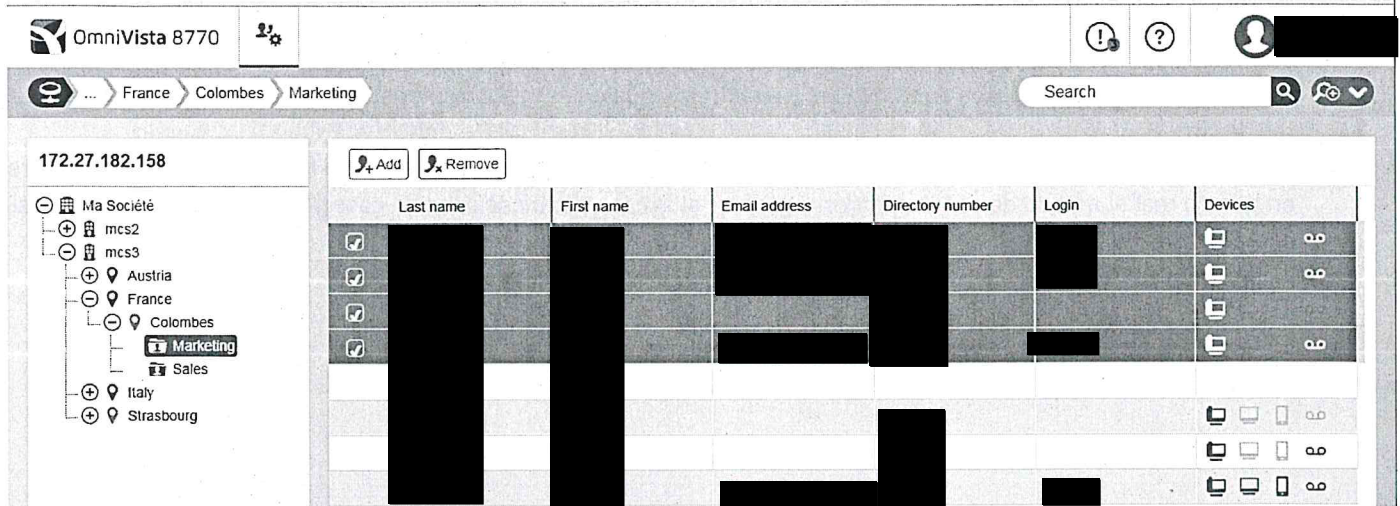 OmniVista 8770
... France Colombes Marketing
Search
172.27.182.158
Add Remove
Last name First name Email address Directory number Login Devices
Ma Société
mcs2
mcs3
Austria
France
Colombes
Marketing
Sales
Italy
Strasbourg